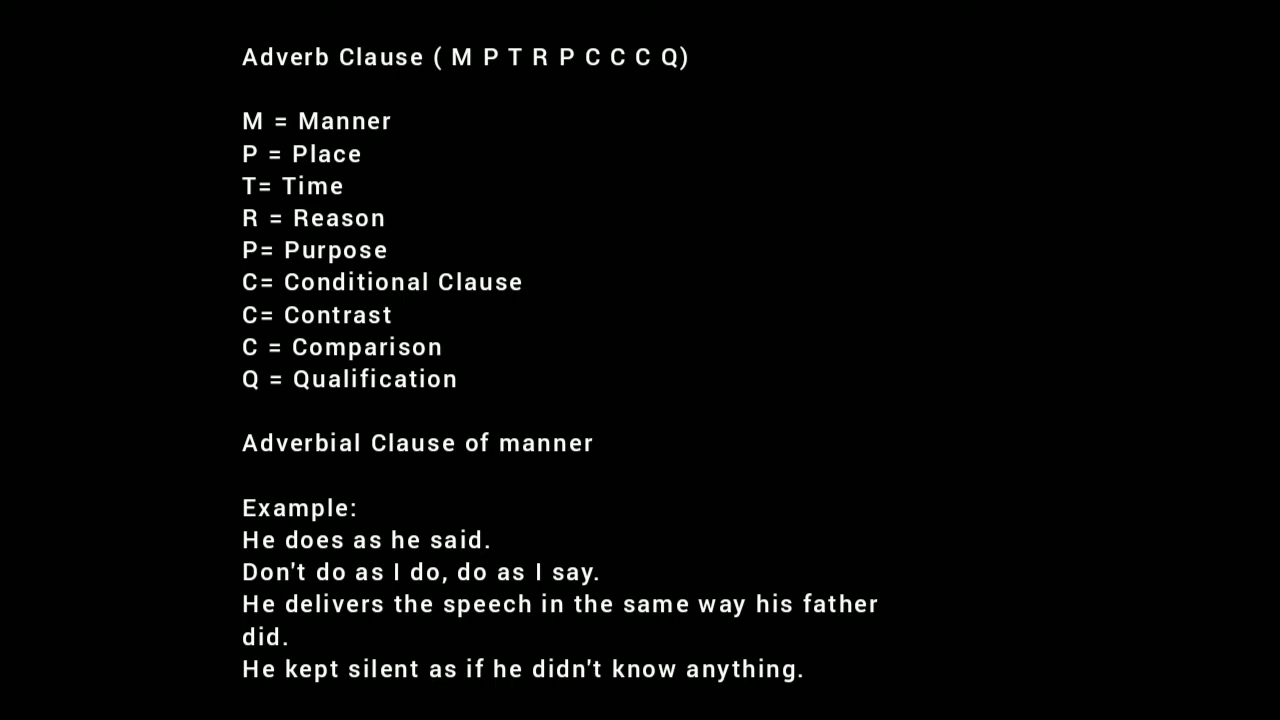 Adverb Clause ( M P T R P C C C Q)
M = Manner
P = Place
T= Time
R = Reason
P= Purpose
C= Conditional Clause
C= Contrast
C = Comparison
Q = Qualification
Adverbial Clause of manner
Example:
He does as he said.
Don't do as I do, do as I say.
He delivers the speech in the same way his father
did.
He kept silent as if he didn't know anything.